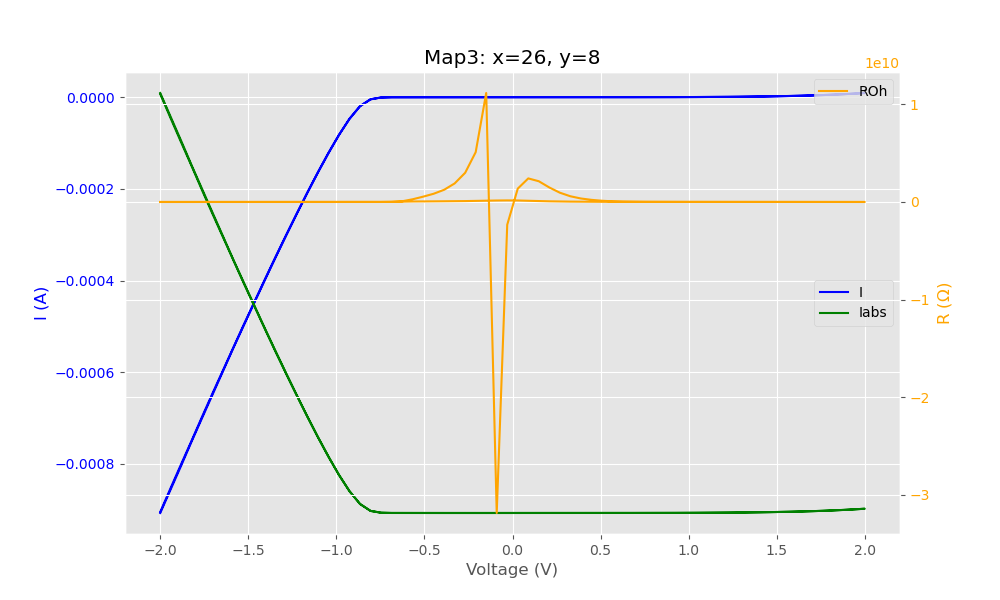 Map3: x=26, y=8
1e10
0.0000
−0.0002
−0.0004
−0.0006
−0.0008
I (A)
ROh
I
Iabs
1
0
−1
−2
−3
R (Ω)
−2.0 −1.5 −1.0 −0.5 0.0 0.5 1.0 1.5 2.0
Voltage (V)